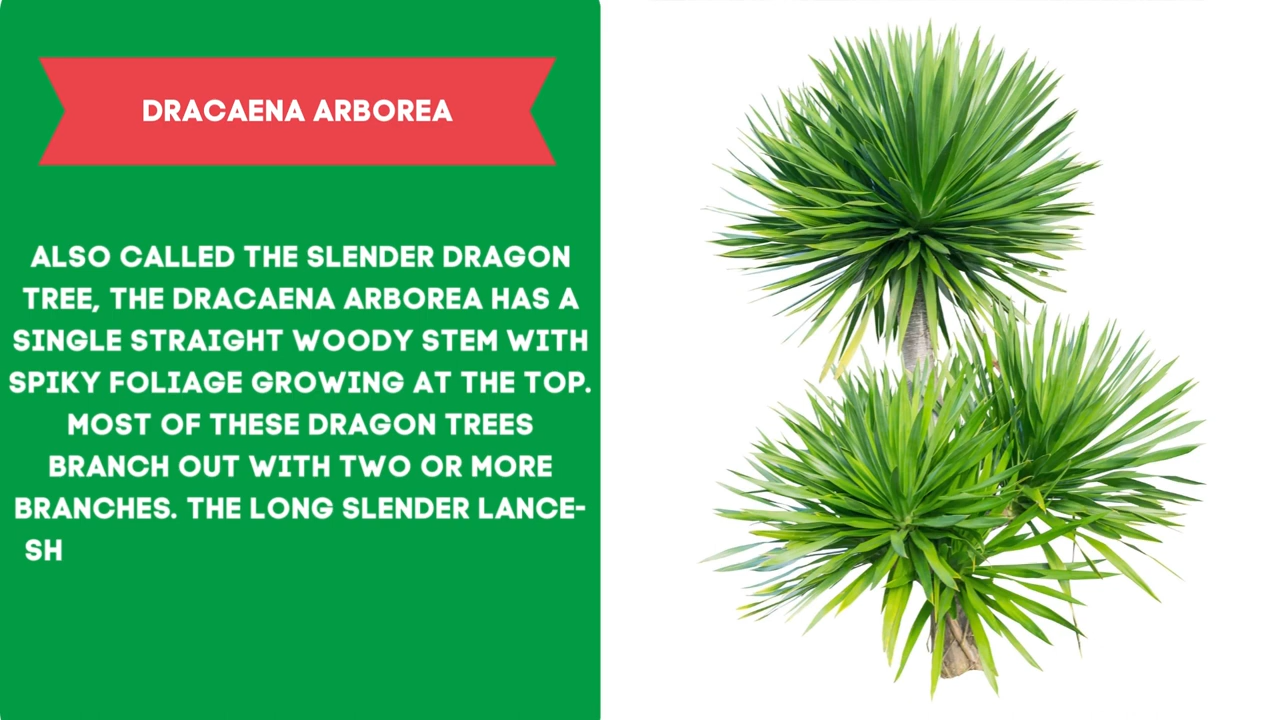 DRACAENA ARBOREA
ALSO CALLED THE SLENDER DRAGON
TREE, THE DRACAENA ARBOREA HAS A
SINGLE STRAIGHT WOODY STEM WITH
SPIKY FOLIAGE GROWING AT THE TOP.
MOST OF THESE DRAGON TREES
BRANCH OUT WITH TWO OR MORE
BRANCHES. THE LONG SLENDER LANCE-
SH